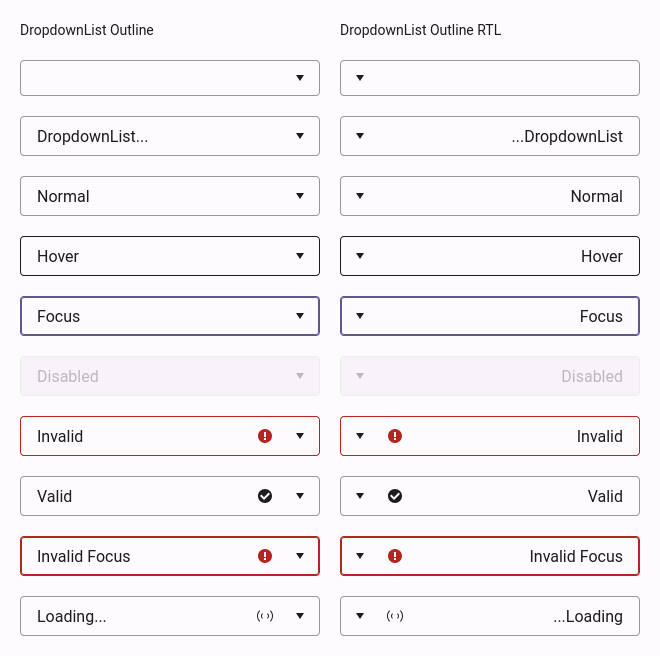 DropdownList Outline
DropdownList...
Normal
Hover
Focus
Disabled
Invalid
Valid
Invalid Focus
Loading...
DropdownList Outline RTL
...DropdownList
Normal
Hover
Focus
Disabled
Invalid
Valid
Invalid Focus
...Loading